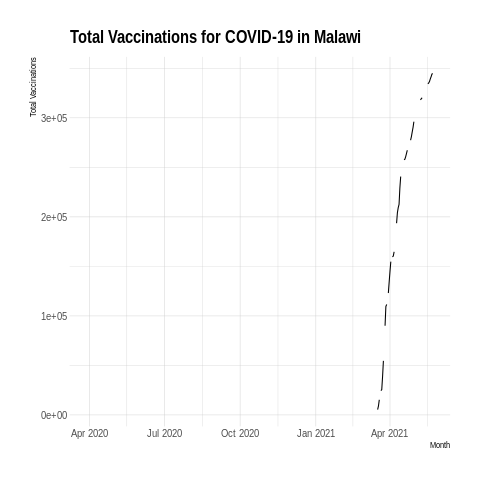 Total Vaccinations for COVID-19 in Malawi
Total Vaccinations
3e+05
2e+05
1e+05
0e+00
Apr 2020 Jul 2020 Oct 2020 Jan 2021 Apr 2021
Month